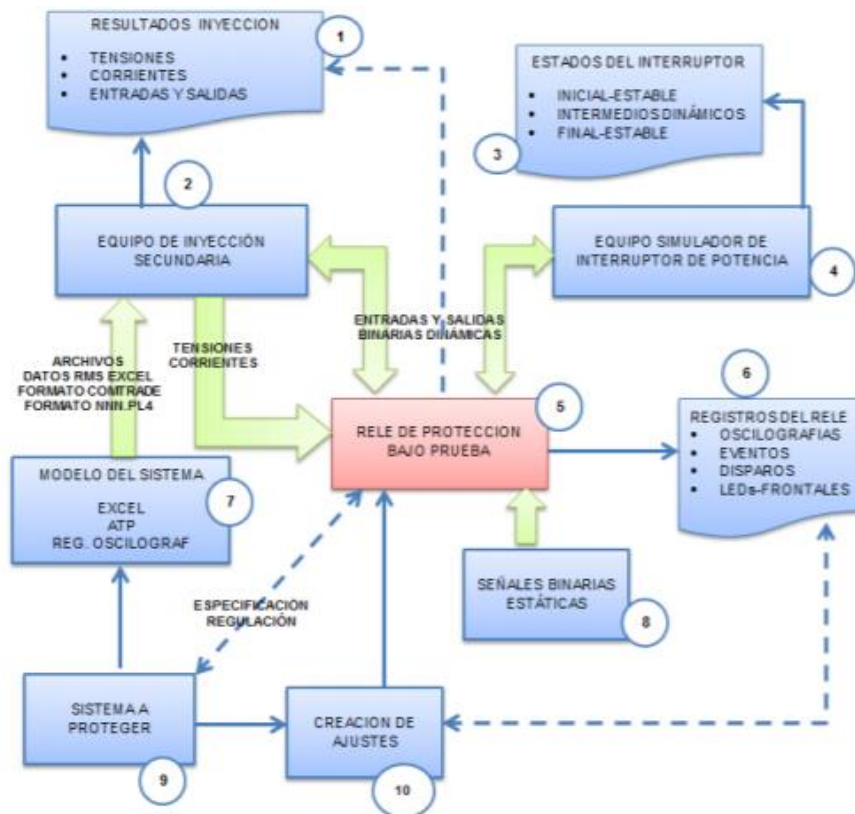 RESULTADOS INYECCION
• TENSIONES
• CORRIENTES
• ENTRADAS Y SALIDAS
1
ESTADOS DEL INTERRUPTOR
• INICIAL-ESTABLE
• INTERMEDIOS DINÁMICOS
• FINAL-ESTABLE
3
2
EQUIPO DE INYECCIÓN
SECUNDARIA
EQUIPO SIMULADOR DE
INTERRUPTOR DE POTENCIA
4
ENTRADAS Y SALIDAS
BINARIAS DINÁMICAS
ARCHIVOS
DATOS RMS EXCEL
FORMATO COMTRADE
FORMATO NNN.PL4
TENSIONES
CORRIENTES
5
RELE DE PROTECCION
BAJO PRUEBA
6
REGISTROS DEL RELE
• OSCILOGRAFIAS
• EVENTOS
• DISPAROS
• LEDs-FRONTALES
MODELO DEL SISTEMA
EXCEL
ATP
REG. OSCILOGRAF
7
SEÑALES BINARIAS
ESTÁTICAS
8
ESPECIFICACIÓN
REGULACIÓN
SISTEMA A
PROTEGER
9
CREACION DE
AJUSTES
10